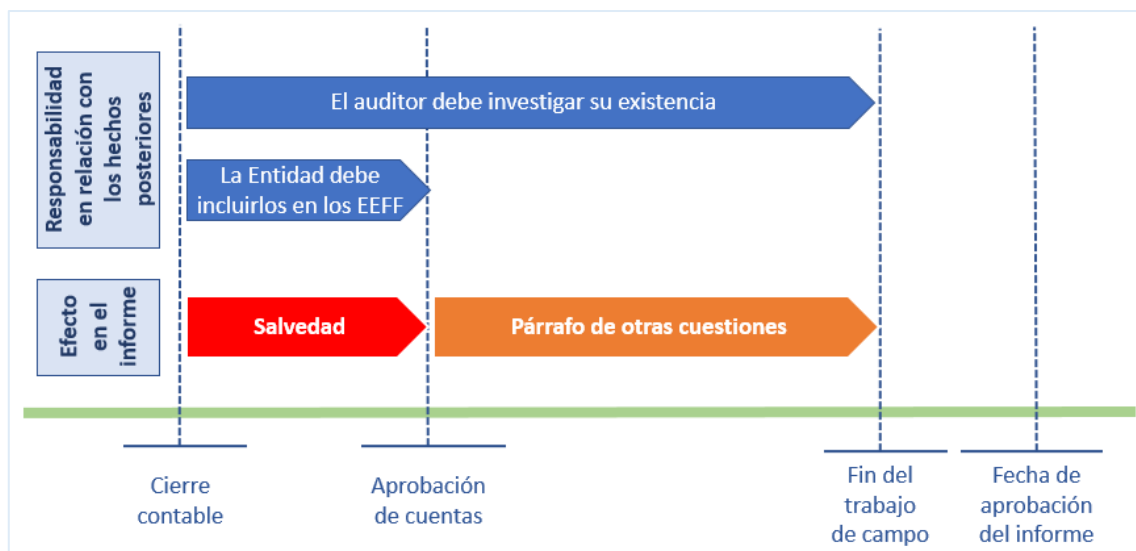 Responsabilidad
en relación con
los hechos
posteriores
El auditor debe investigar su existencia
La Entidad debe
incluirlos en los EEFF
Efecto
en el
informe
Salvedad
Párrafo de otras cuestiones
Cierre
contable
Aprobación
de cuentas
Fin del
trabajo
de campo
Fecha de
aprobación
del informe